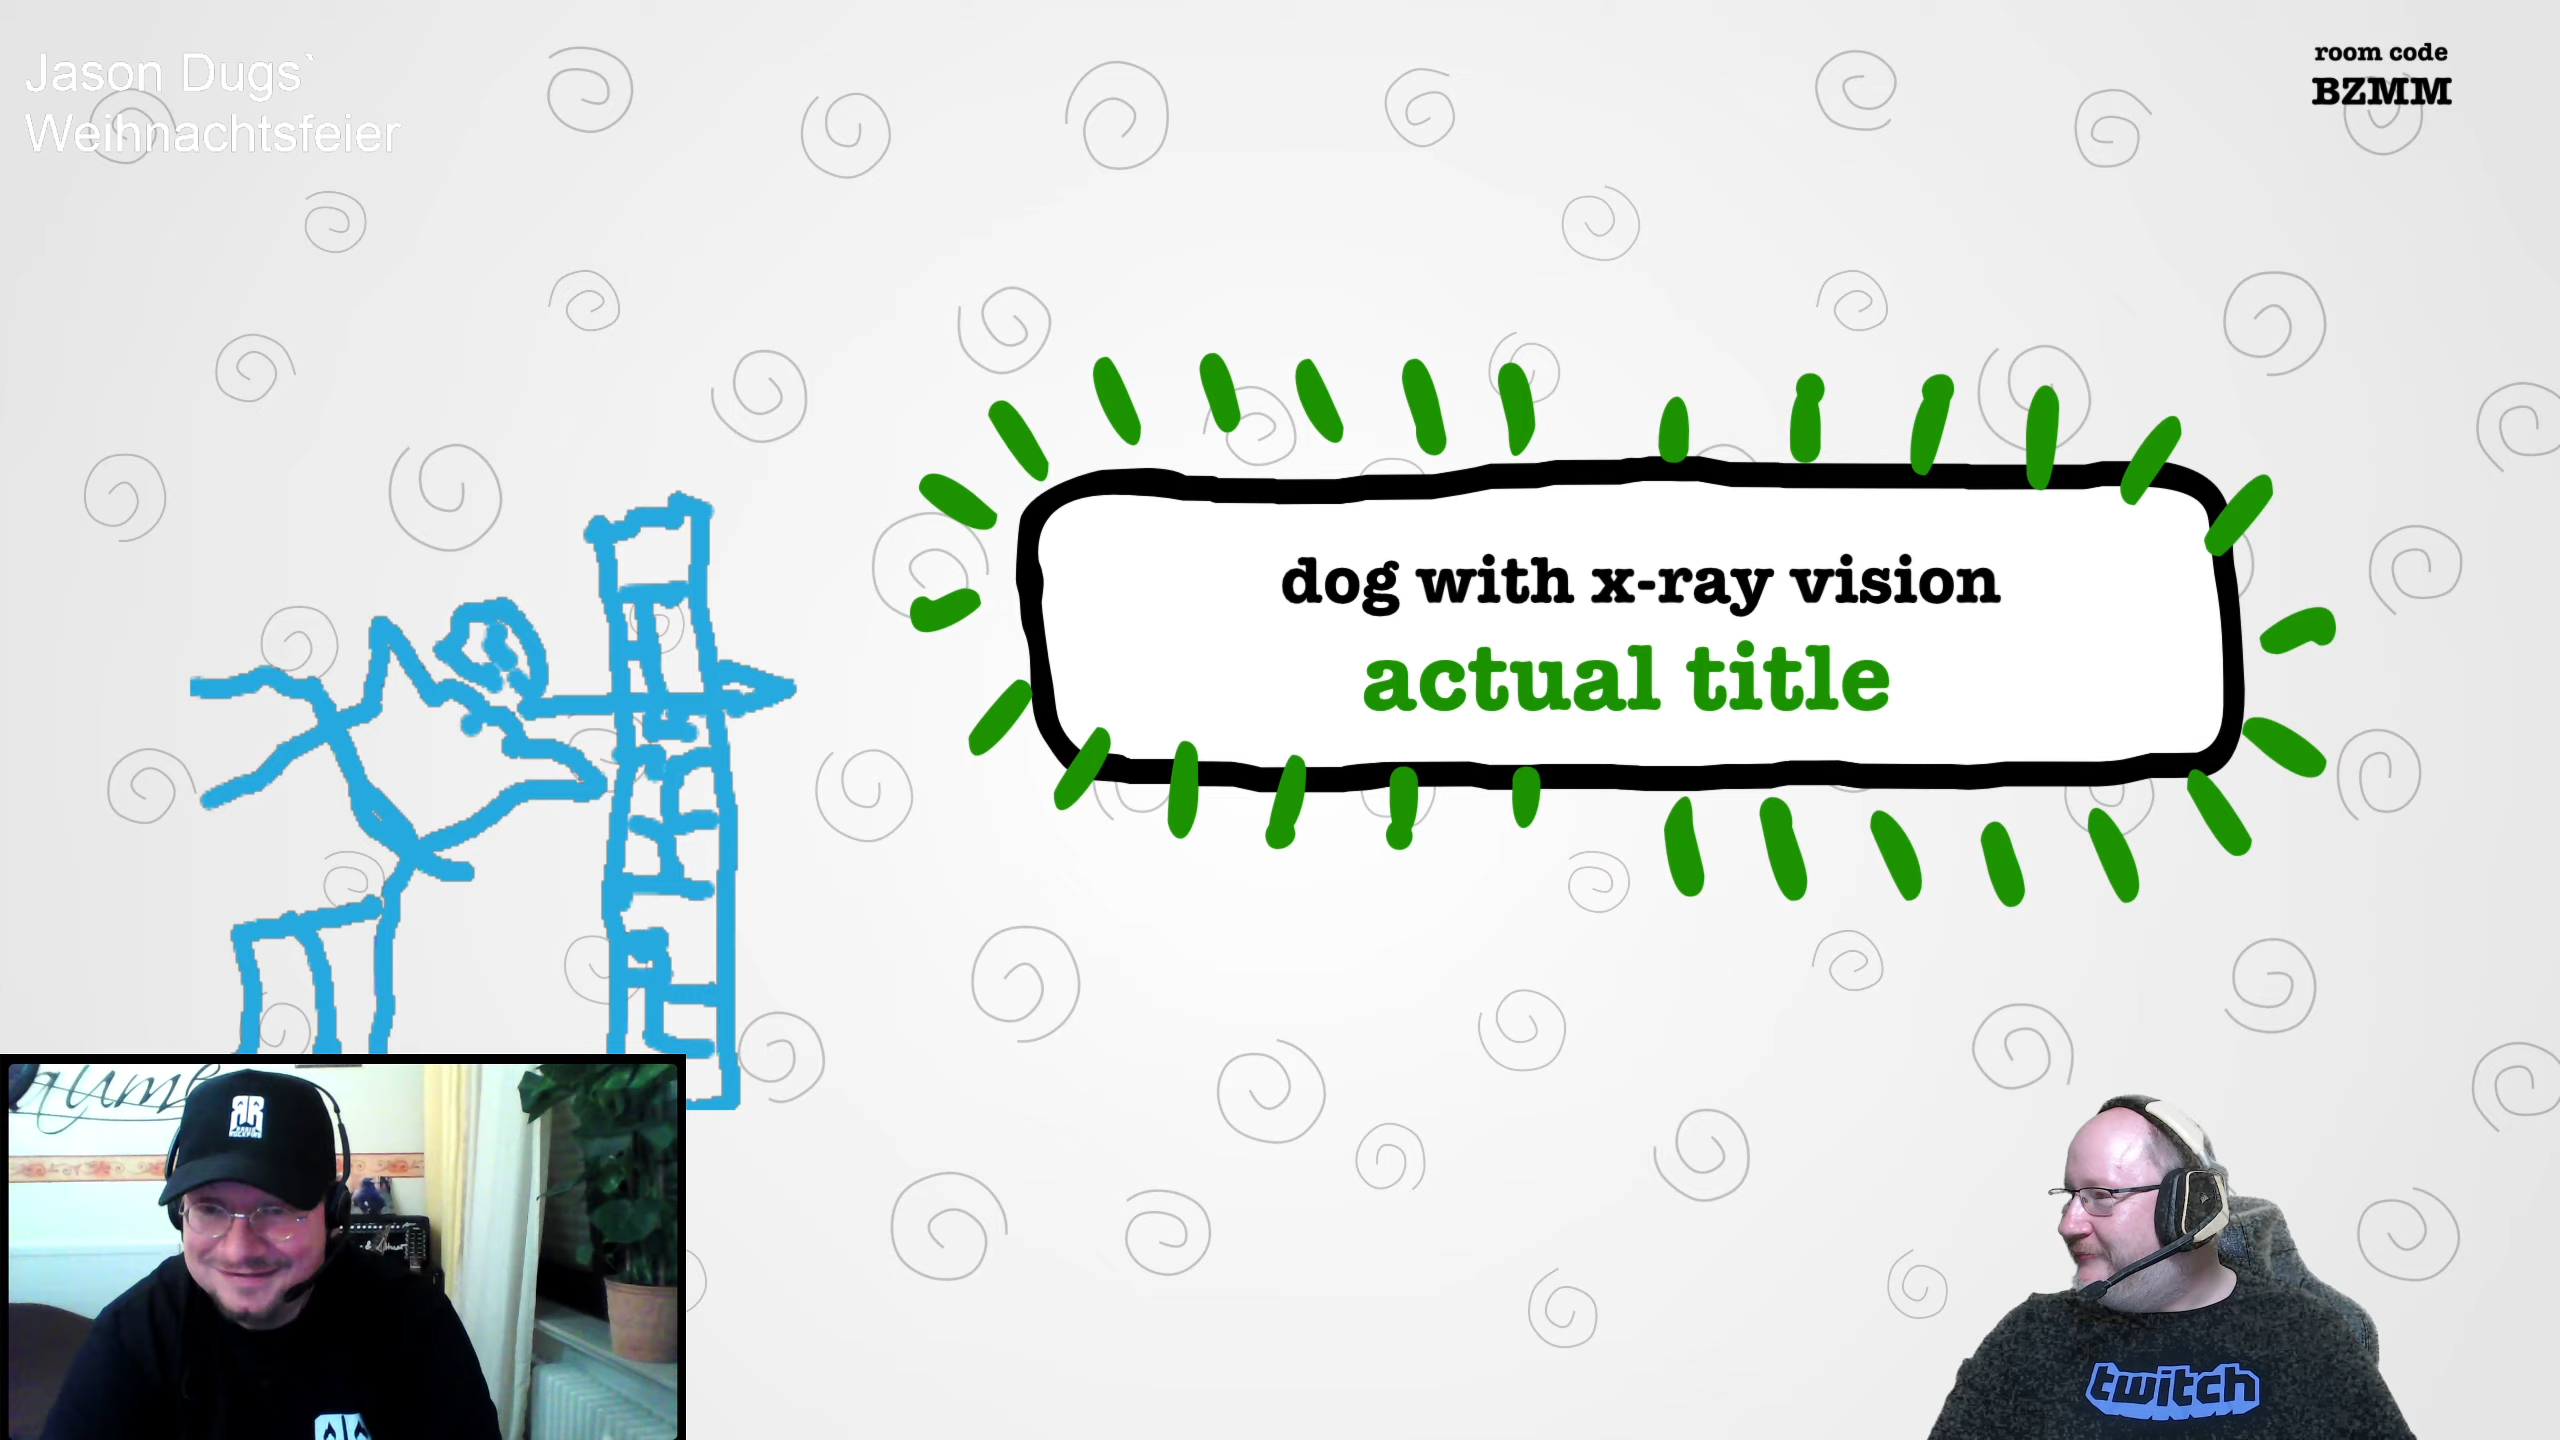 Jason Dugs`
Weihnachtsfeier
room code
BZMM
dog with x-ray vision
actual title
twitch